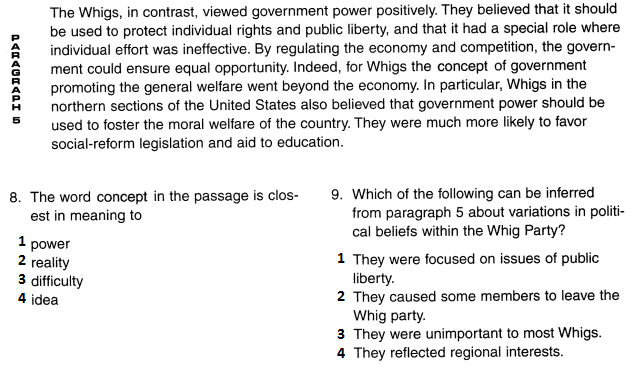 PARAGRAPH 5
The Whigs, in contrast, viewed government power positively. They believed that it should
be used to protect individual rights and public liberty, and that it had a special role where
individual effort was ineffective. By regulating the economy and competition, the govern-
ment could ensure equal opportunity. Indeed, for Whigs the concept of government
promoting the general welfare went beyond the economy. In particular, Whigs in the
northern sections of the United States also believed that government power should be
used to foster the moral welfare of the country. They were much more likely to favor
social-reform legislation and aid to education.
8. The word concept in the passage is clos-
est in meaning to
1 power
2 reality
3 difficulty
4 idea
9. Which of the following can be inferred
from paragraph 5 about variations in politi-
cal beliefs within the Whig Party?
1 They were focused on issues of public
liberty.
2 They caused some members to leave the
Whig party.
3 They were unimportant to most Whigs.
4 They reflected regional interests.